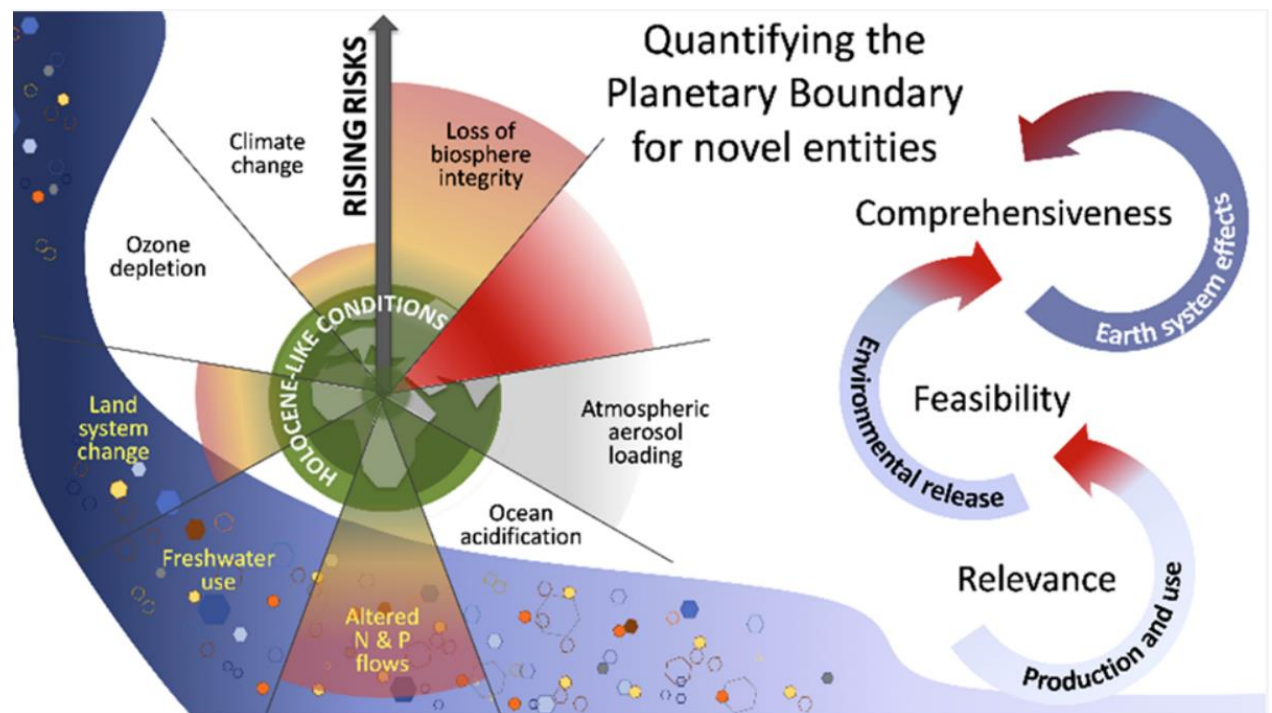 Quantifying the
Planetary Boundary
for novel entities
RISING RISKS
Climate
change
Loss of
biosphere
integrity
Ozone
depletion
HOLOCENE-LIKE CONDITIONS
Land
system
change
Atmospheric
aerosol
loading
Freshwater
use
Ocean
acidification
Altered
N & P
flows
Comprehensiveness
Earth system effects
Environmental release
Feasibility
Relevance
Production and use